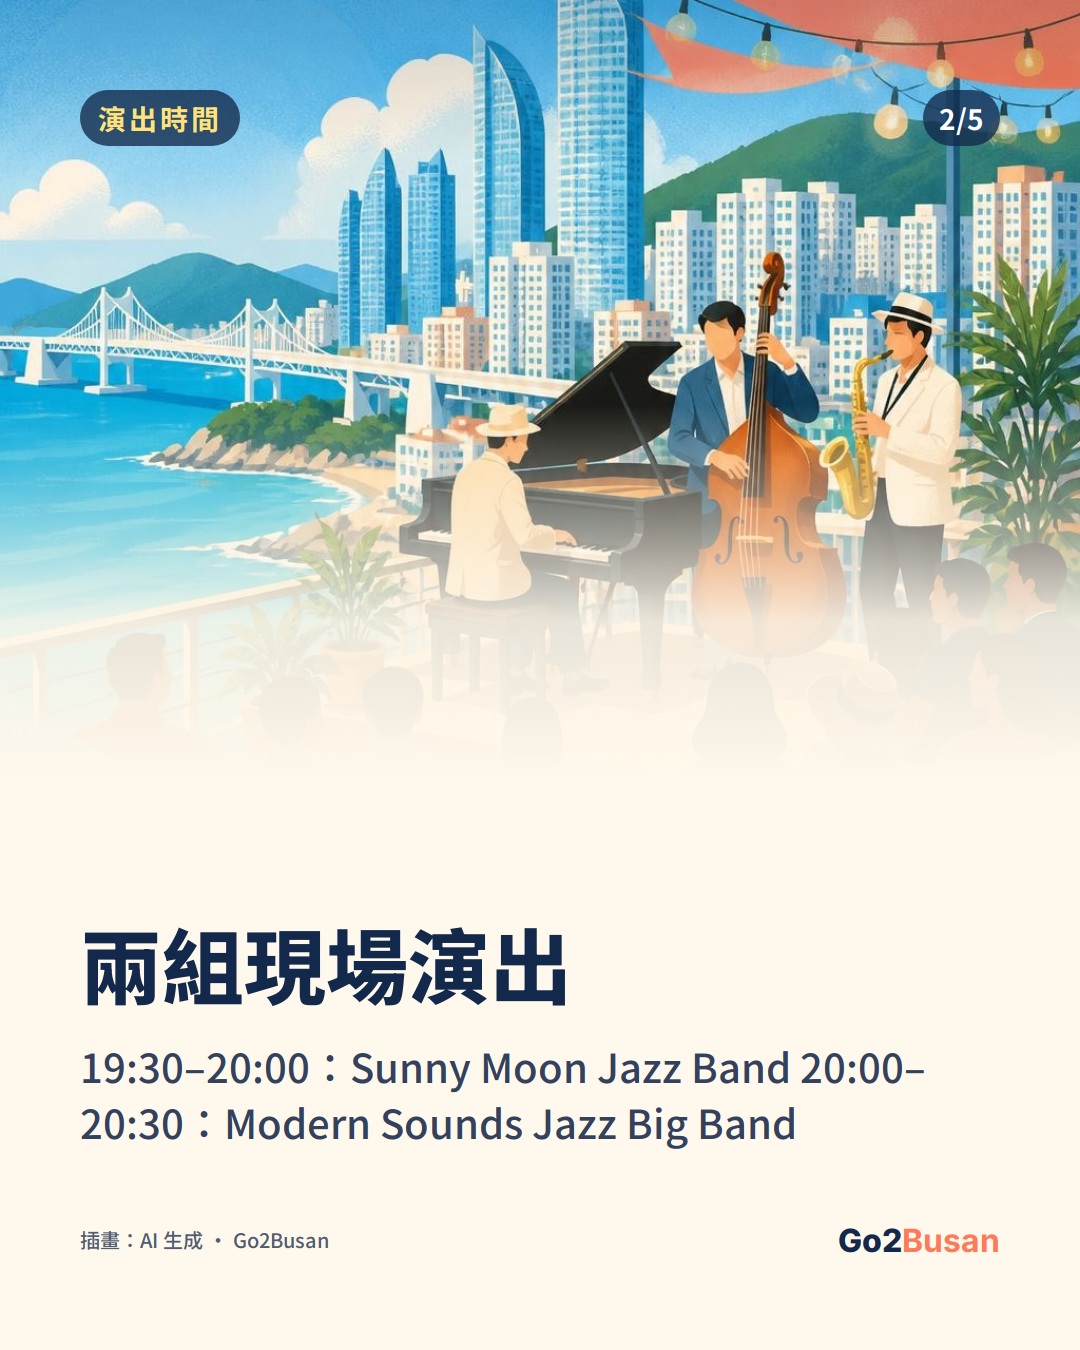 演出時間
2/5
兩組現場演出
19:30–20:00：Sunny Moon Jazz Band 20:00–
20:30：Modern Sounds Jazz Big Band
插畫：AI 生成 · Go2Busan
Go2Busan